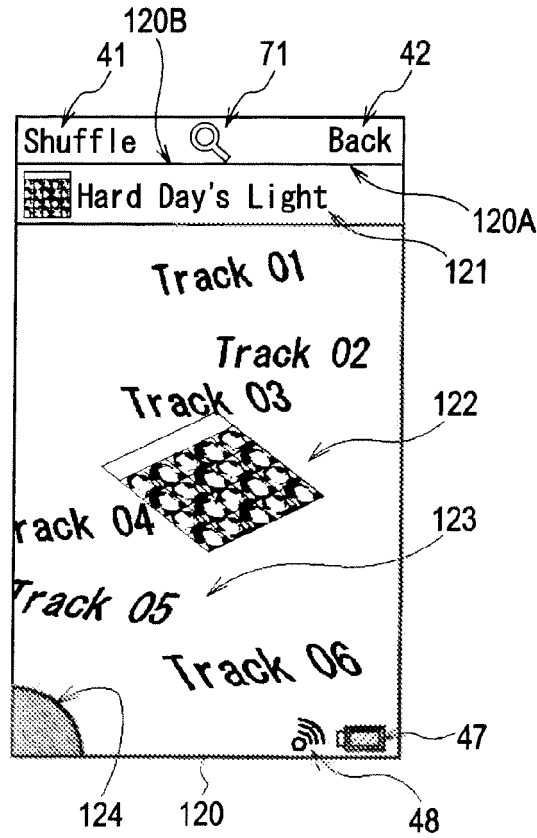 120B
41
71
42
Shuffle
Back
Hard Day's Light
120A
121
Track 01
Track 02
Track 03
122
rack 04
123
Track 05
Track 06
47
124
120
48